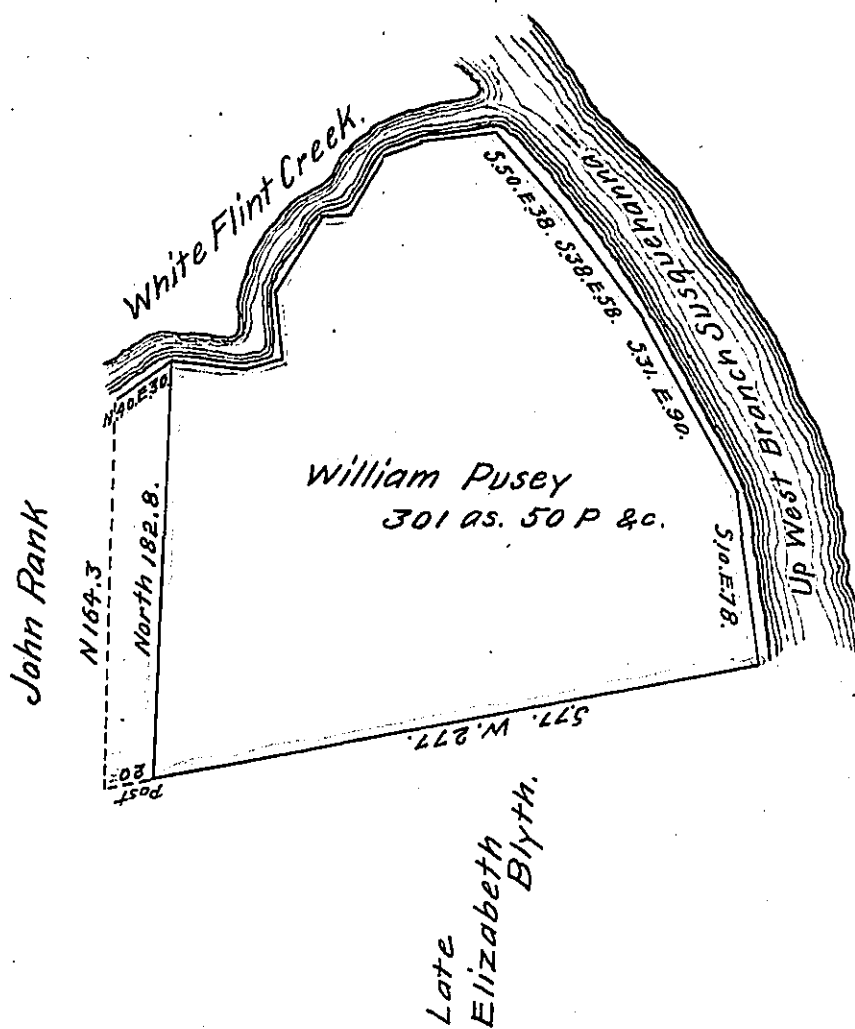 White Flint Creek.
Up West Branch Susquehanna
S.50.E.38.
S.38.E.58.
S.31.E.90.
S.10.E.78.
N.40.E.30.
William Pusey
301 as. 50 P &c.
John Rank
N 164.3
North 182.8.
S.77. W.277.
20
Post
Late
Elizabeth
Blyth.